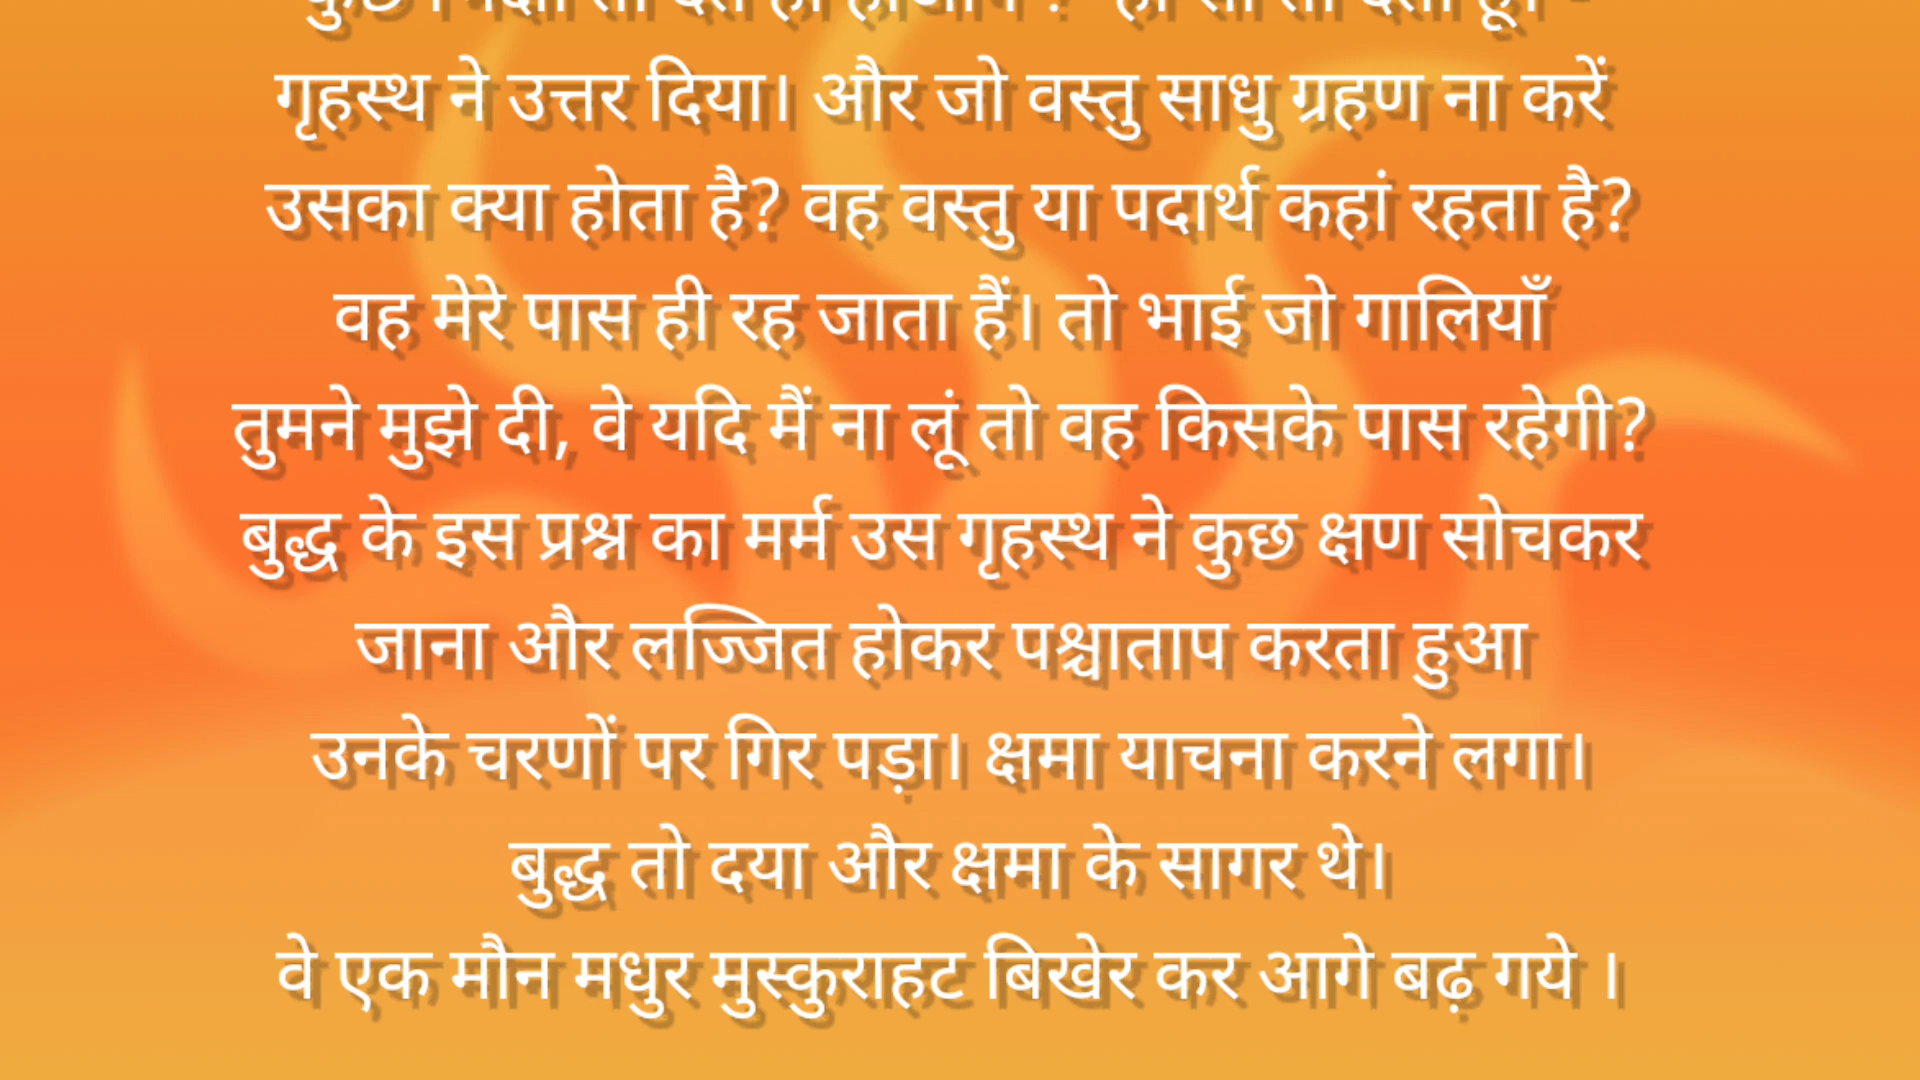 गृहस्थ ने उत्तर दिया। और जो वस्तु साधु ग्रहण ना करें
उसका क्या होता है? वह वस्तु या पदार्थ कहां रहता है?
वह मेरे पास ही रह जाता हैं। तो भाई जो गालियाँ
तुमने मुझे दी, वे यदि मैं ना लूं तो वह किसके पास रहेगी?
बुद्ध के इस प्रश्न का मर्म उस गृहस्थ ने कुछ क्षण सोचकर
जाना और लज्जित होकर पश्चाताप करता हुआ
उनके चरणों पर गिर पड़ा। क्षमा याचना करने लगा।
बुद्ध तो दया और क्षमा के सागर थे।
वे एक मौन मधुर मुस्कुराहट बिखेर कर आगे बढ़ गये ।